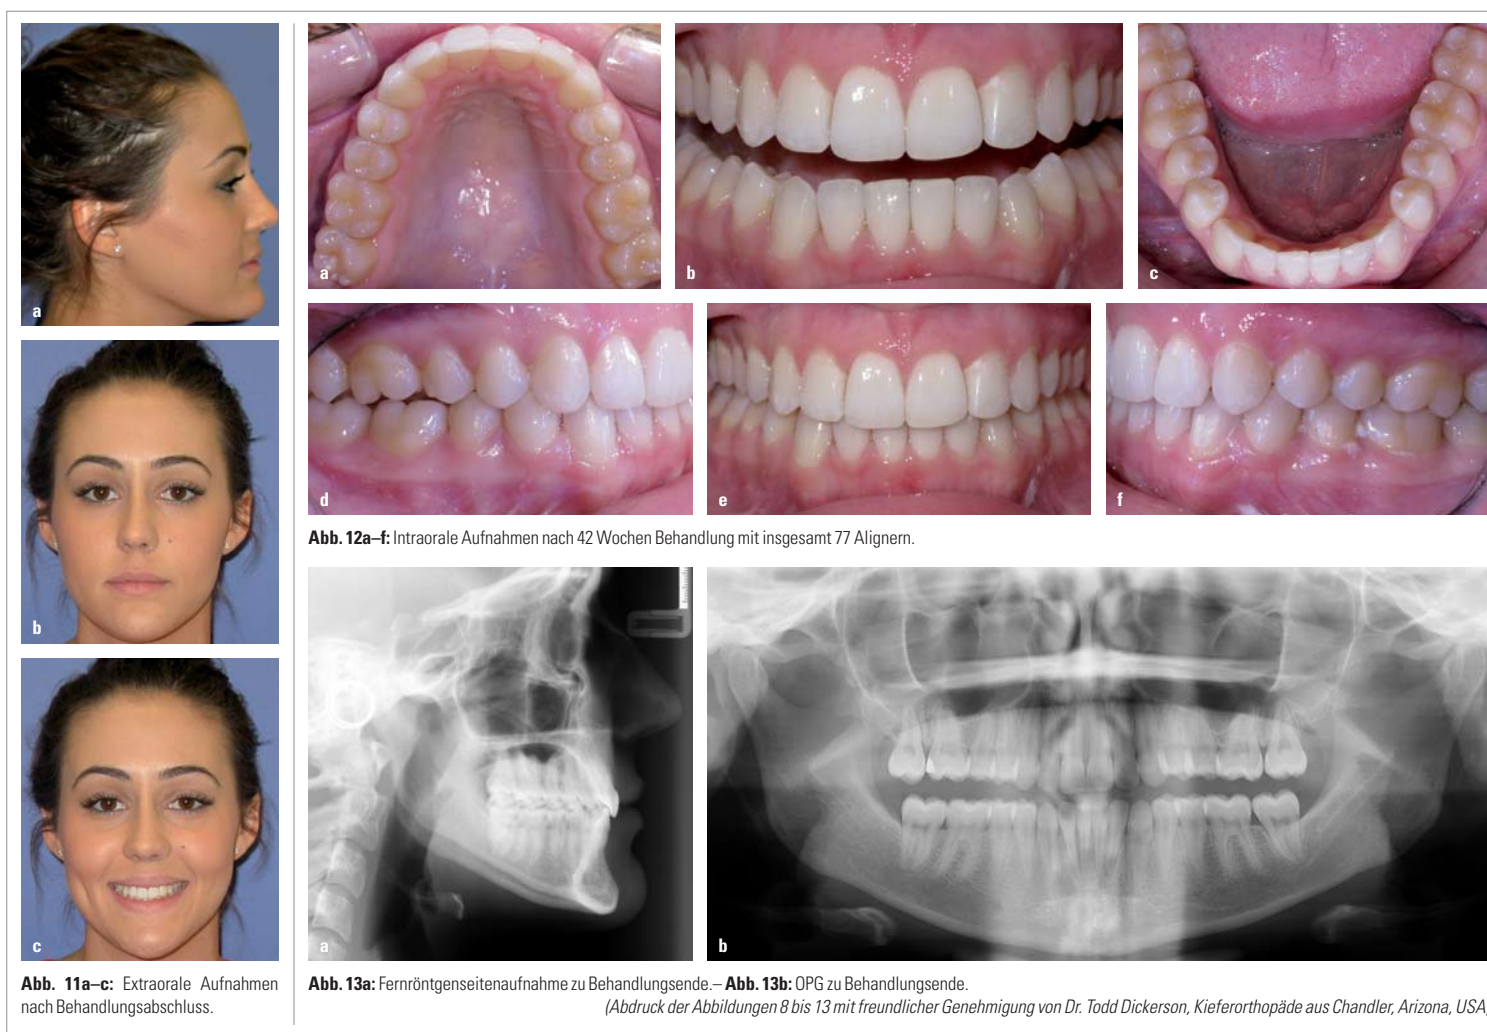 a
b
c
Abb. 11a–c: Extraorale Aufnahmen
nach Behandlungsabschluss.
a
b
c
d
e
f
Abb. 12a–f: Intraorale Aufnahmen nach 42 Wochen Behandlung mit insgesamt 77 Alignern.
a
b
Abb. 13a: Fernröntgenseitenaufnahme zu Behandlungsende.– Abb. 13b: OPG zu Behandlungsende.
(Abdruck der Abbildungen 8 bis 13 mit freundlicher Genehmigung von Dr. Todd Dickerson, Kieferorthopäde aus Chandler, Arizona, USA